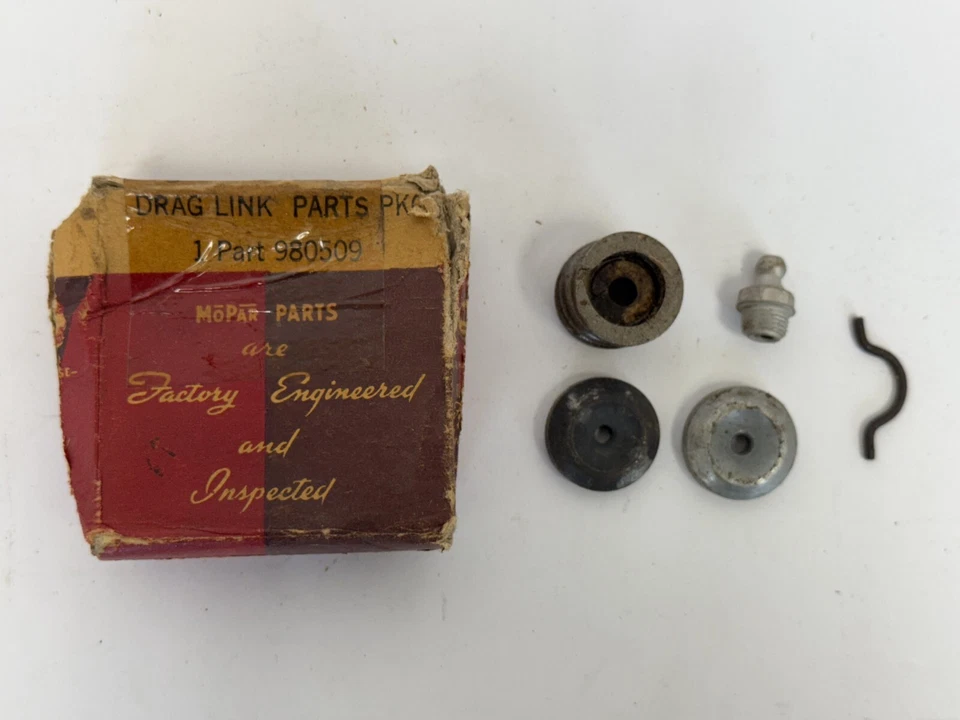 DRAG LINK PARTS PKG
1 Part 980509
MOPAR PARTS
are
Factory Engineered
and
Inspected